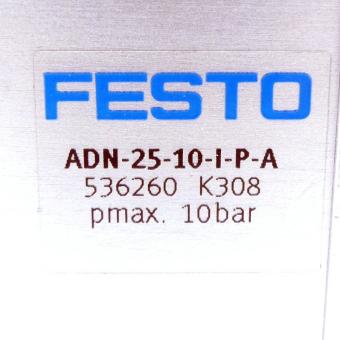 FESTO
ADN-25-10-I-P-A
536260 K308
pmax. 10bar